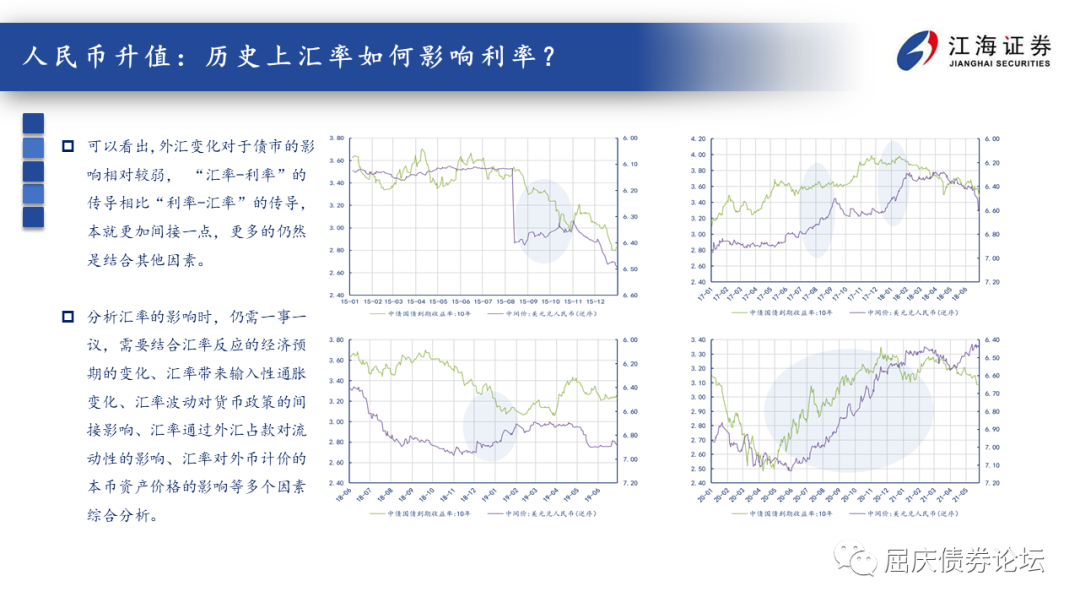 人民币升值：历史上汇率如何影响利率？
江海证券
JIANGHAI SECURITIES
可以看出,外汇变化对于债市的影
响相对较弱， “汇率-利率”的
传导相比“利率-汇率”的传导，
本就更加间接一点，更多的仍然
是结合其他因素。
分析汇率的影响时，仍需一事一
议，需要结合汇率反应的经济预
期的变化、汇率带来输入性通胀
变化、汇率波动对货币政策的间
接影响、汇率通过外汇占款对流
动性的影响、汇率对外币计价的
本币资产价格的影响等多个因素
综合分析。
3.80
3.60
3.40
3.20
3.00
2.80
2.60
2.40
6.00
6.10
6.20
6.30
6.40
6.50
6.60
15-01 15-02 15-03 15-04 15-05 15-06 15-07 15-08 15-09 15-10 15-11 15-12
中债国债到期收益率:10年 中间价:美元兑人民币(逆序)
4.20
4.00
3.80
3.60
3.40
3.20
3.00
2.80
2.60
2.40
6.00
6.20
6.40
6.60
6.80
7.00
7.20
17-01 17-02 17-03 17-04 17-05 17-06 17-07 17-08 17-09 17-10 17-11 17-12 18-01 18-02 18-03 18-04 18-05 18-06
中债国债到期收益率:10年 中间价:美元兑人民币(逆序)
3.80
3.60
3.40
3.20
3.00
2.80
2.60
2.40
6.00
6.20
6.40
6.60
6.80
7.00
7.20
18-06 18-07 18-08 18-09 18-10 18-11 18-12 19-01 19-02 19-03 19-04 19-05 19-06
中债国债到期收益率:10年 中间价:美元兑人民币(逆序)
3.40
3.30
3.20
3.10
3.00
2.90
2.80
2.70
2.60
2.50
2.40
6.40
6.50
6.60
6.70
6.80
6.90
7.00
7.10
7.20
20-01 20-02 20-03 20-04 20-05 20-06 20-07 20-08 20-09 20-10 20-11 20-12 21-01 21-02 21-03 21-04 21-05
中债国债到期收益率:10年 中间价:美元兑人民币(逆序)
屈庆债券论坛